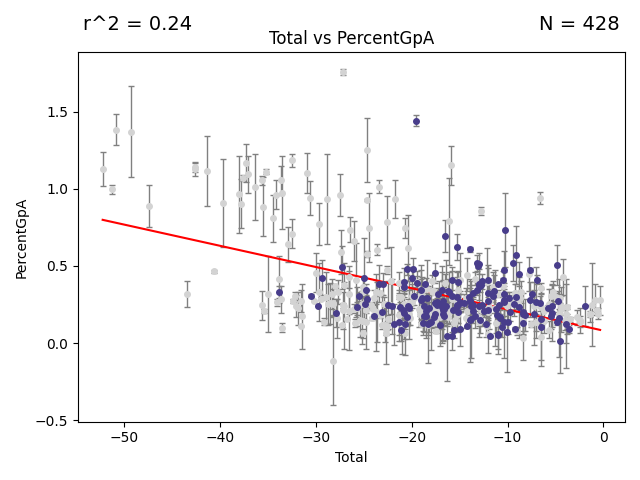 r^2 = 0.24
N = 428
Total vs PercentGpA
PercentGpA
1.5
1.0
0.5
0.0
−0.5
−50
−40
−30
−20
−10
0
Total